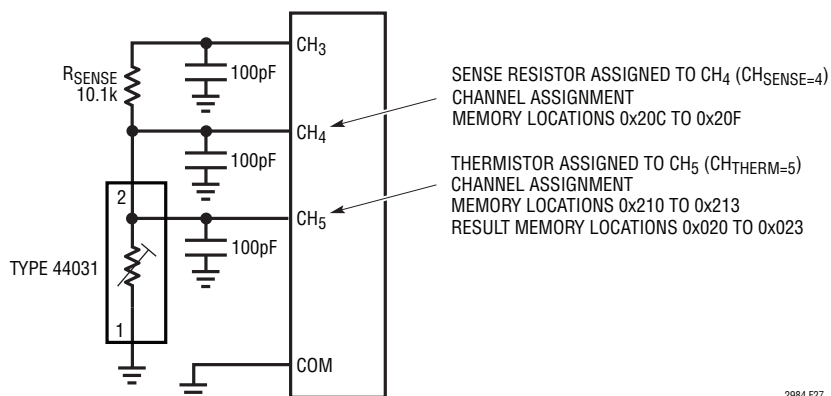 CH3
RSENSE
10.1k
100pF
SENSE RESISTOR ASSIGNED TO CH4 (CHSENSE=4)
CHANNEL ASSIGNMENT
MEMORY LOCATIONS 0x20C TO 0x20F
CH4
100pF
THERMISTOR ASSIGNED TO CH5 (CHTHERM=5)
CHANNEL ASSIGNMENT
MEMORY LOCATIONS 0x210 TO 0x213
RESULT MEMORY LOCATIONS 0x020 TO 0x023
2
CH5
100pF
TYPE 44031
1
COM
2984 F27